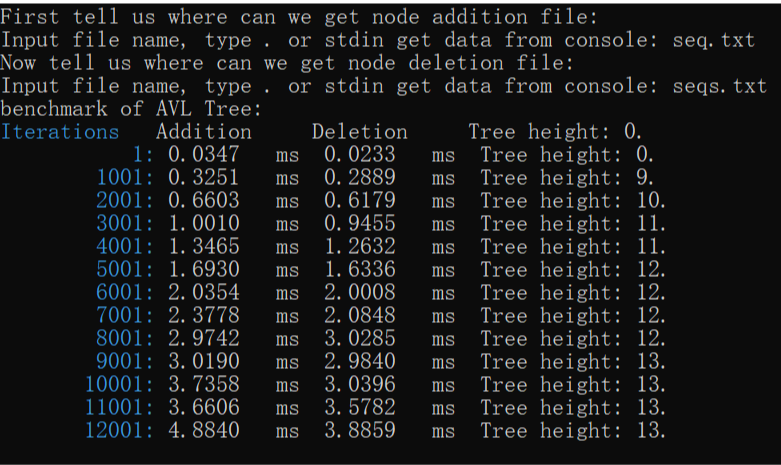 First tell us where can we get node addition file:
Input file name, type . or stdin get data from console: seq.txt
Now tell us where can we get node deletion file:
Input file name, type . or stdin get data from console: seqs.txt
benchmark of AVL Tree:
Iterations Addition Deletion Tree height: 0.
1: 0.0347 ms 0.0233 ms Tree height: 0.
1001: 0.3251 ms 0.2889 ms Tree height: 9.
2001: 0.6603 ms 0.6179 ms Tree height: 10.
3001: 1.0010 ms 0.9455 ms Tree height: 11.
4001: 1.3465 ms 1.2632 ms Tree height: 11.
5001: 1.6930 ms 1.6336 ms Tree height: 12.
6001: 2.0354 ms 2.0008 ms Tree height: 12.
7001: 2.3778 ms 2.0848 ms Tree height: 12.
8001: 2.9742 ms 3.0285 ms Tree height: 12.
9001: 3.0190 ms 2.9840 ms Tree height: 13.
10001: 3.7358 ms 3.0396 ms Tree height: 13.
11001: 3.6606 ms 3.5782 ms Tree height: 13.
12001: 4.8840 ms 3.8859 ms Tree height: 13.